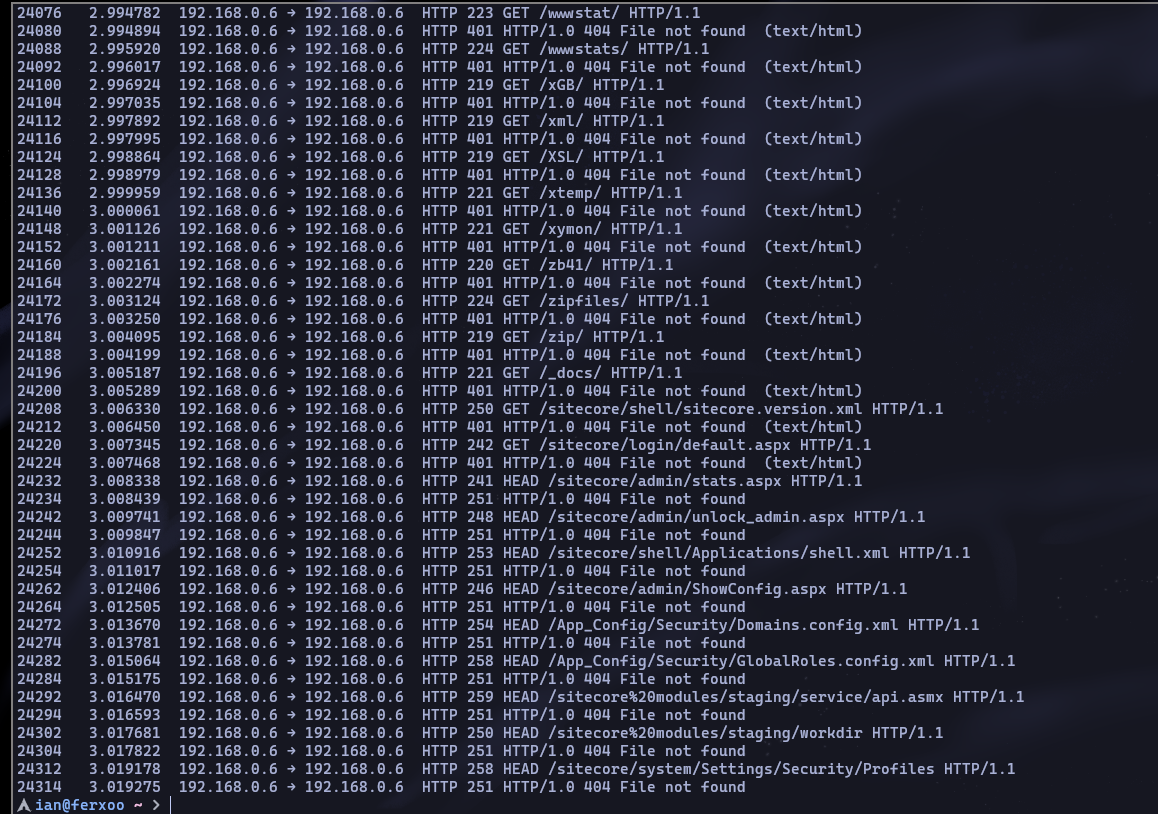 24076 2.994782 192.168.0.6 → 192.168.0.6 HTTP 223 GET /wwwstat/ HTTP/1.1
24080 2.994894 192.168.0.6 → 192.168.0.6 HTTP 401 HTTP/1.0 404 File not found (text/html)
24088 2.995920 192.168.0.6 → 192.168.0.6 HTTP 224 GET /wwwstats/ HTTP/1.1
24092 2.996017 192.168.0.6 → 192.168.0.6 HTTP 401 HTTP/1.0 404 File not found (text/html)
24100 2.996924 192.168.0.6 → 192.168.0.6 HTTP 219 GET /xGB/ HTTP/1.1
24104 2.997035 192.168.0.6 → 192.168.0.6 HTTP 401 HTTP/1.0 404 File not found (text/html)
24112 2.997892 192.168.0.6 → 192.168.0.6 HTTP 219 GET /xml/ HTTP/1.1
24116 2.997995 192.168.0.6 → 192.168.0.6 HTTP 401 HTTP/1.0 404 File not found (text/html)
24124 2.998864 192.168.0.6 → 192.168.0.6 HTTP 219 GET /XSL/ HTTP/1.1
24128 2.998979 192.168.0.6 → 192.168.0.6 HTTP 401 HTTP/1.0 404 File not found (text/html)
24136 2.999959 192.168.0.6 → 192.168.0.6 HTTP 221 GET /xtemp/ HTTP/1.1
24140 3.000061 192.168.0.6 → 192.168.0.6 HTTP 401 HTTP/1.0 404 File not found (text/html)
24148 3.001126 192.168.0.6 → 192.168.0.6 HTTP 221 GET /xymon/ HTTP/1.1
24152 3.001211 192.168.0.6 → 192.168.0.6 HTTP 401 HTTP/1.0 404 File not found (text/html)
24160 3.002161 192.168.0.6 → 192.168.0.6 HTTP 220 GET /zb41/ HTTP/1.1
24164 3.002274 192.168.0.6 → 192.168.0.6 HTTP 401 HTTP/1.0 404 File not found (text/html)
24172 3.003124 192.168.0.6 → 192.168.0.6 HTTP 224 GET /zipfiles/ HTTP/1.1
24176 3.003250 192.168.0.6 → 192.168.0.6 HTTP 401 HTTP/1.0 404 File not found (text/html)
24184 3.004095 192.168.0.6 → 192.168.0.6 HTTP 219 GET /zip/ HTTP/1.1
24188 3.004199 192.168.0.6 → 192.168.0.6 HTTP 401 HTTP/1.0 404 File not found (text/html)
24196 3.005187 192.168.0.6 → 192.168.0.6 HTTP 221 GET /_docs/ HTTP/1.1
24200 3.005289 192.168.0.6 → 192.168.0.6 HTTP 401 HTTP/1.0 404 File not found (text/html)
24208 3.006330 192.168.0.6 → 192.168.0.6 HTTP 250 GET /sitecore/shell/sitecore.version.xml HTTP/1.1
24212 3.006450 192.168.0.6 → 192.168.0.6 HTTP 401 HTTP/1.0 404 File not found (text/html)
24220 3.007345 192.168.0.6 → 192.168.0.6 HTTP 242 GET /sitecore/login/default.aspx HTTP/1.1
24224 3.007468 192.168.0.6 → 192.168.0.6 HTTP 401 HTTP/1.0 404 File not found (text/html)
24232 3.008338 192.168.0.6 → 192.168.0.6 HTTP 241 HEAD /sitecore/admin/stats.aspx HTTP/1.1
24234 3.008439 192.168.0.6 → 192.168.0.6 HTTP 251 HTTP/1.0 404 File not found
24242 3.009741 192.168.0.6 → 192.168.0.6 HTTP 248 HEAD /sitecore/admin/unlock_admin.aspx HTTP/1.1
24244 3.009847 192.168.0.6 → 192.168.0.6 HTTP 251 HTTP/1.0 404 File not found
24252 3.010916 192.168.0.6 → 192.168.0.6 HTTP 253 HEAD /sitecore/shell/Applications/shell.xml HTTP/1.1
24254 3.011017 192.168.0.6 → 192.168.0.6 HTTP 251 HTTP/1.0 404 File not found
24262 3.012406 192.168.0.6 → 192.168.0.6 HTTP 246 HEAD /sitecore/admin/ShowConfig.aspx HTTP/1.1
24264 3.012505 192.168.0.6 → 192.168.0.6 HTTP 251 HTTP/1.0 404 File not found
24272 3.013670 192.168.0.6 → 192.168.0.6 HTTP 254 HEAD /App_Config/Security/Domains.config.xml HTTP/1.1
24274 3.013781 192.168.0.6 → 192.168.0.6 HTTP 251 HTTP/1.0 404 File not found
24282 3.015064 192.168.0.6 → 192.168.0.6 HTTP 258 HEAD /App_Config/Security/GlobalRoles.config.xml HTTP/1.1
24284 3.015175 192.168.0.6 → 192.168.0.6 HTTP 251 HTTP/1.0 404 File not found
24292 3.016470 192.168.0.6 → 192.168.0.6 HTTP 259 HEAD /sitecore%20modules/staging/service/api.asmx HTTP/1.1
24294 3.016593 192.168.0.6 → 192.168.0.6 HTTP 251 HTTP/1.0 404 File not found
24302 3.017681 192.168.0.6 → 192.168.0.6 HTTP 250 HEAD /sitecore%20modules/staging/workdir HTTP/1.1
24304 3.017822 192.168.0.6 → 192.168.0.6 HTTP 251 HTTP/1.0 404 File not found
24312 3.019178 192.168.0.6 → 192.168.0.6 HTTP 258 HEAD /sitecore/system/Settings/Security/Profiles HTTP/1.1
24314 3.019275 192.168.0.6 → 192.168.0.6 HTTP 251 HTTP/1.0 404 File not found
ian@ferxoo ~ >